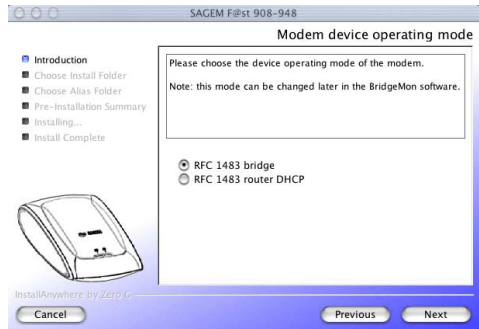 SAGEM F@st 908-948
Modem device operating mode
Introduction
Choose Install Folder
Choose Alias Folder
Pre-Installation Summary
Installing...
Install Complete
Please choose the device operating mode of the modem.
Note: this mode can be changed later in the BridgeMon software.
RFC 1483 bridge
RFC 1483 router DHCP
InstallAnywhere by Zero G
Cancel
Previous
Next